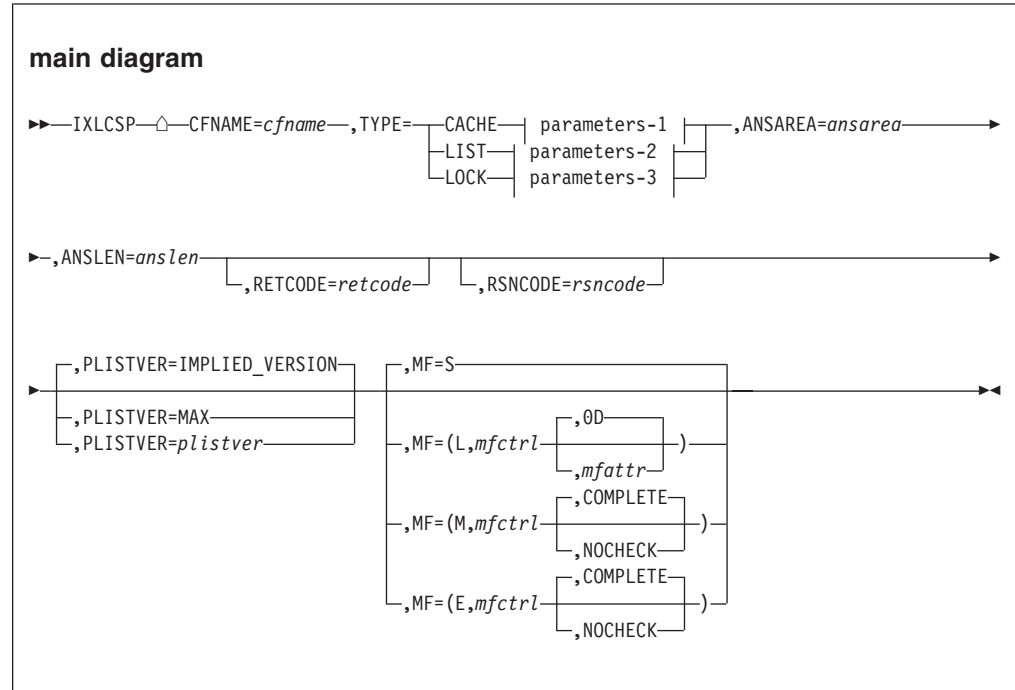 main diagram
IXLCSP CFNAME=cfname ,TYPE= CACHE parameters-1 ,ANSAREA=ansarea
LIST parameters-2
LOCK parameters-3
,ANSLEN=anslen
,RETCODE=retcode ,RSNCODE=rsncode
,PLISTVER=IMPLIED_VERSION ,MF=S
,PLISTVER=MAX
,PLISTVER=plistver
,0D
,MF=(L,mfctrl )
,mfattr
,COMPLETE
,MF=(M,mfctrl )
,NOCHECK
,COMPLETE
,MF=(E,mfctrl )
,NOCHECK